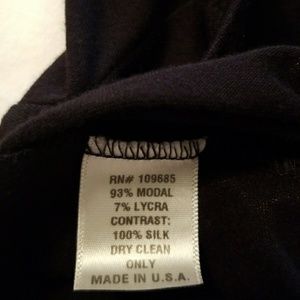 RN# 109685
93% MODAL
7% LYCRA
CONTRAST:
100% SILK
DRY CLEAN
ONLY
MADE IN U.S.A.